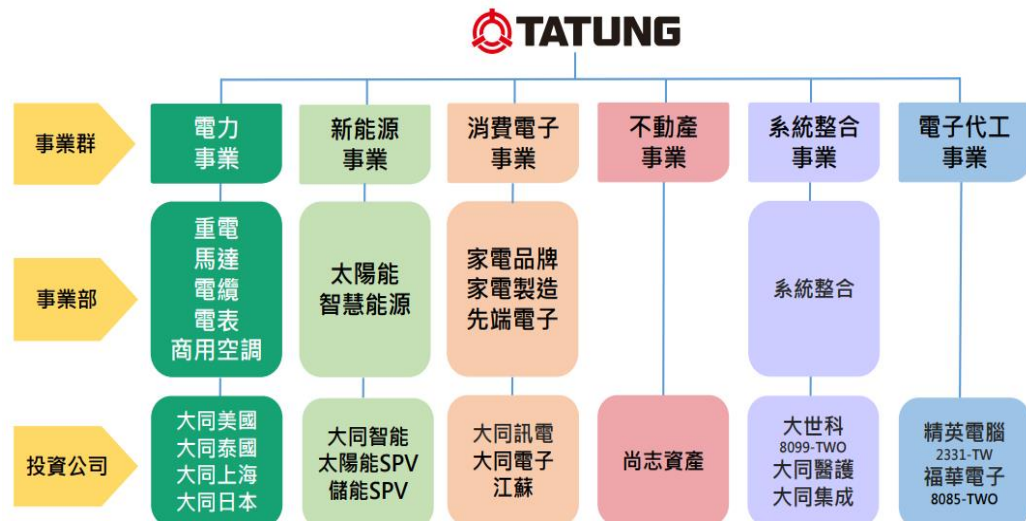 TATUNG
事業群
電力
事業
新能源
事業
消費電子
事業
不動產
事業
系統整合
事業
電子代工
事業
事業部
重電
馬達
電纜
電表
商用空調
太陽能
智慧能源
家電品牌
家電製造
先端電子
系統整合
投資公司
大同美國
大同泰國
大同上海
大同日本
大同智能
太陽能SPV
儲能SPV
大同訊電
大同電子
江蘇
尚志資產
大世科
8099-TWO
大同醫護
大同集成
精英電腦
2331-TW
福華電子
8085-TWO